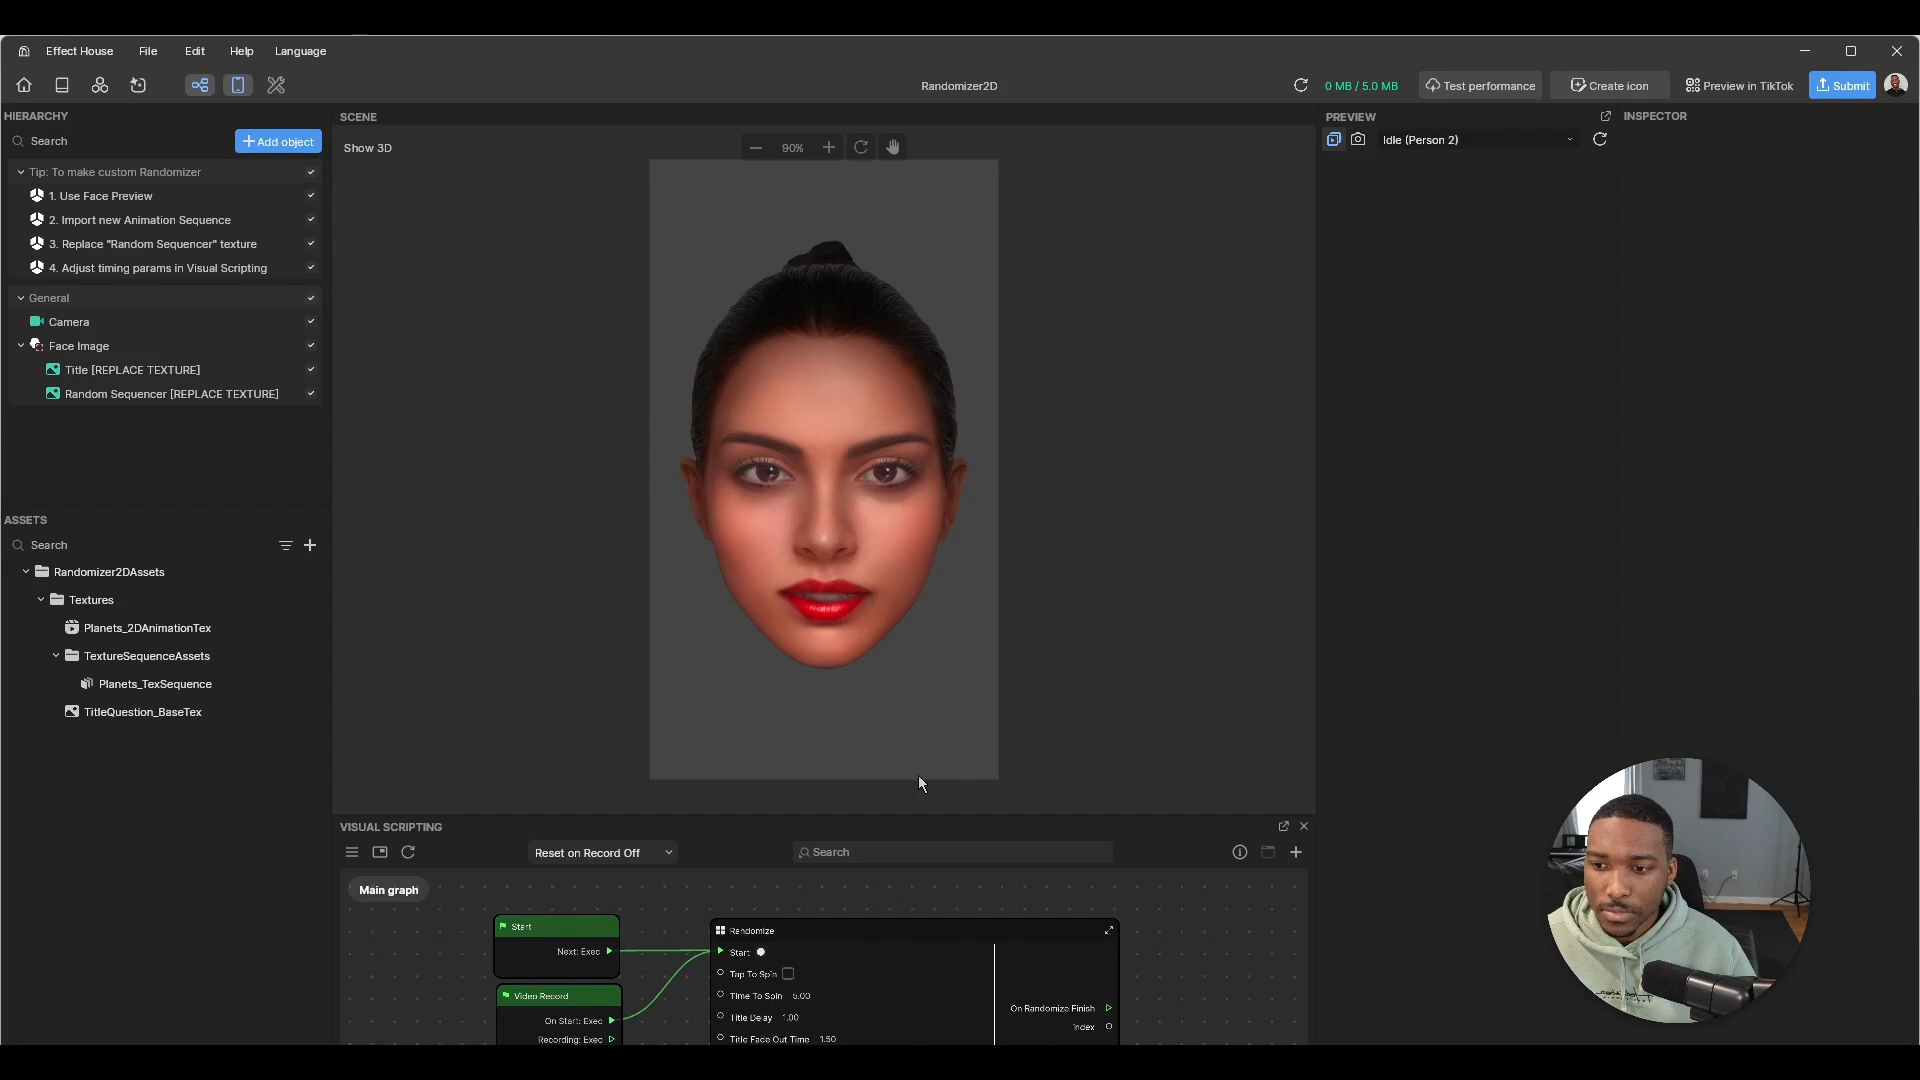 Effect House File Edit Help Language
Randomizer2D
0 MB / 5.0 MB
Test performance
Create icon
Preview in TikTok
Submit
HIERARCHY
Search
Add object
Tip: To make custom Randomizer
1. Use Face Preview
2. Import new Animation Sequence
3. Replace "Random Sequencer" texture
4. Adjust timing params in Visual Scripting
General
Camera
Face Image
Title [REPLACE TEXTURE]
Random Sequencer [REPLACE TEXTURE]
ASSETS
Search
Randomizer2DAssets
Textures
Planets_2DAnimationTex
TextureSequenceAssets
Planets_TexSequence
TitleQuestion_BaseTex
SCENE
Show 3D
90%
PREVIEW
Idle (Person 2)
INSPECTOR
VISUAL SCRIPTING
Reset on Record Off
Search
Main graph
Start
Next: Exec
Video Record
On Start: Exec
Recording: Exec
Randomize
Start
Tap To Spin
Time To Spin 5.00
Title Delay 1.00
Title Fade Out Time 1.50
On Randomize Finish
Index